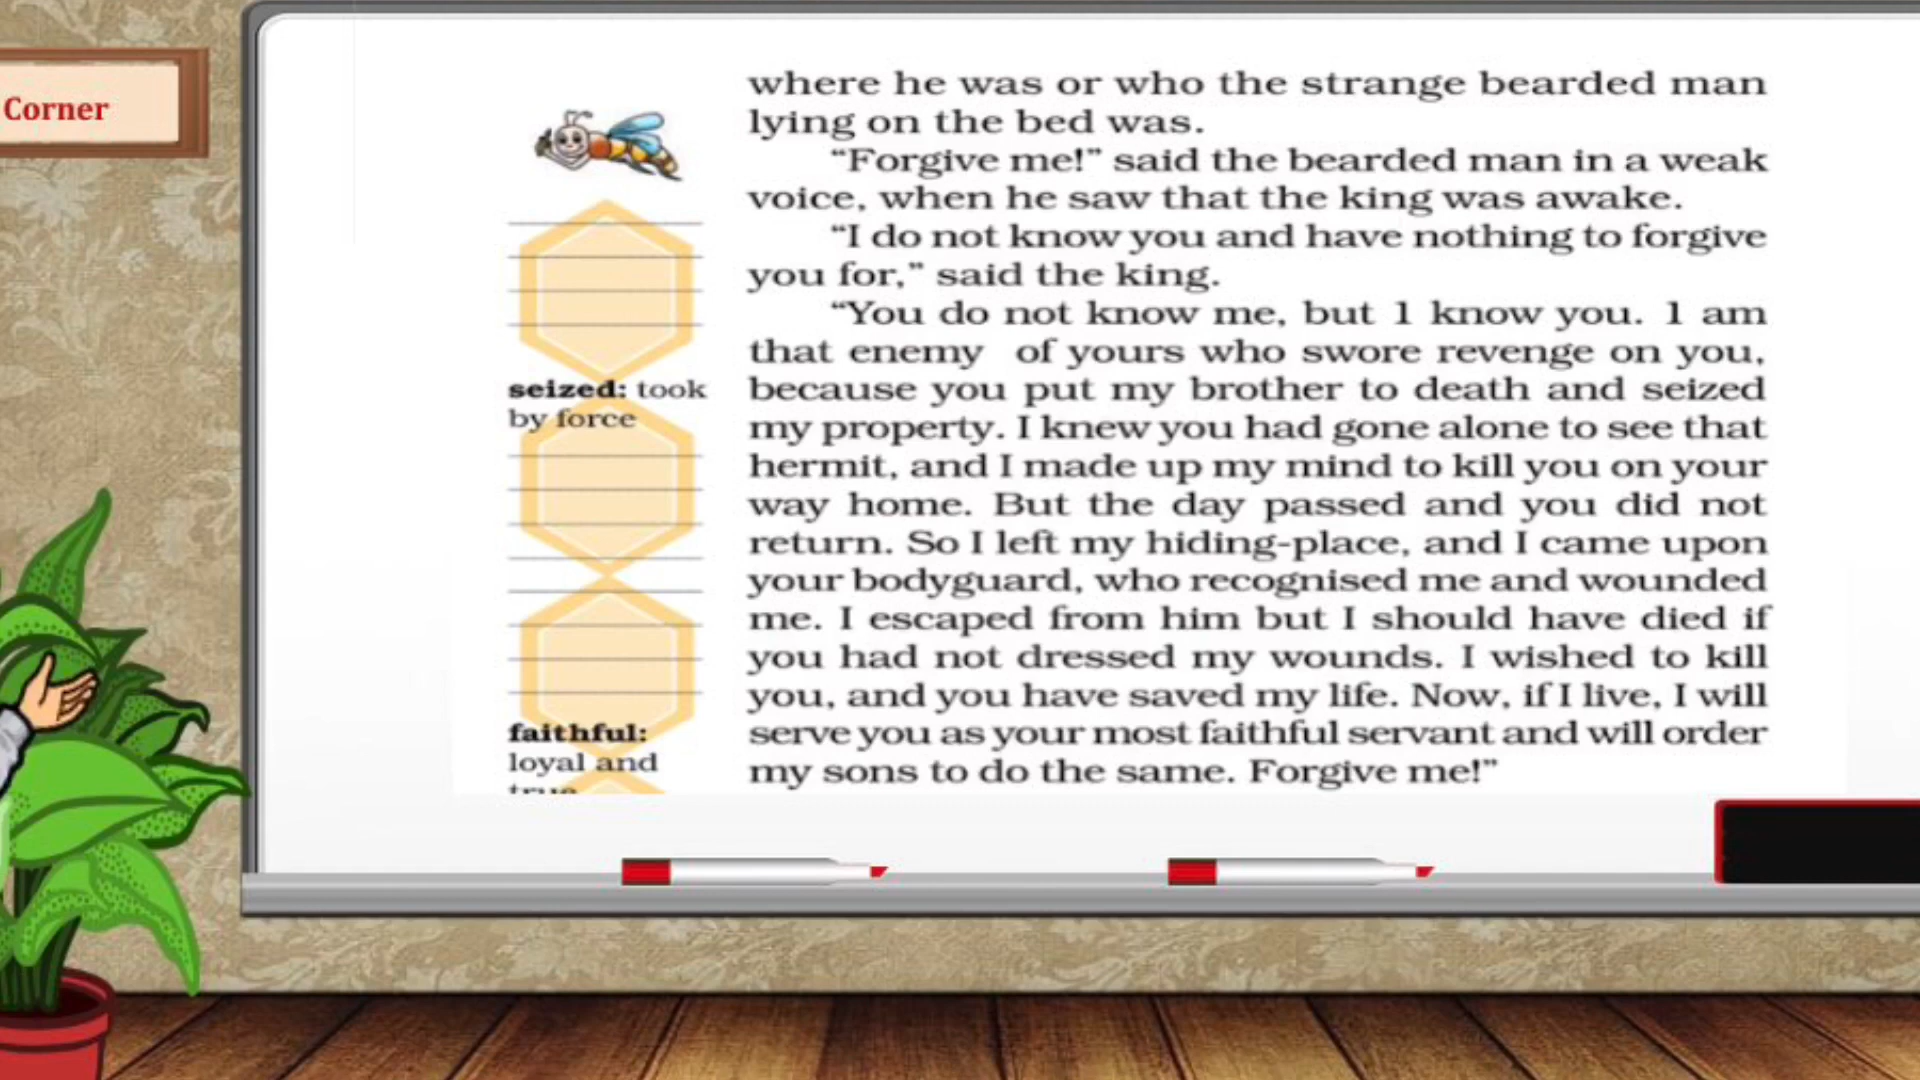 Corner
where he was or who the strange bearded man
lying on the bed was.
“Forgive me!” said the bearded man in a weak
voice, when he saw that the king was awake.
“I do not know you and have nothing to forgive
you for,” said the king.
“You do not know me, but 1 know you. 1 am
that enemy of yours who swore revenge on you,
because you put my brother to death and seized
my property. I knew you had gone alone to see that
hermit, and I made up my mind to kill you on your
way home. But the day passed and you did not
return. So I left my hiding-place, and I came upon
your bodyguard, who recognised me and wounded
me. I escaped from him but I should have died if
you had not dressed my wounds. I wished to kill
you, and you have saved my life. Now, if I live, I will
serve you as your most faithful servant and will order
my sons to do the same. Forgive me!”
seized: took
by force
faithful:
loyal and
true